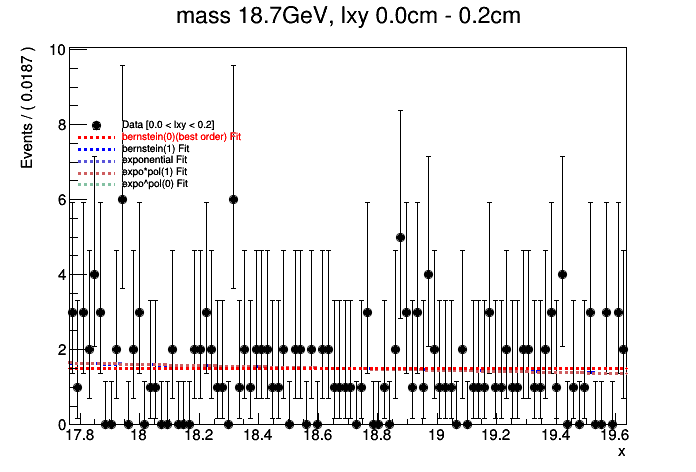 mass 18.7GeV, lxy 0.0cm - 0.2cm
Events / ( 0.0187 )
10
8
6
4
2
0
Data [0.0 < lxy < 0.2]
bernstein(0)(best order) Fit
bernstein(1) Fit
exponential Fit
expo*pol(1) Fit
expo^pol(0) Fit
17.8 18 18.2 18.4 18.6 18.8 19 19.2 19.4 19.6
x